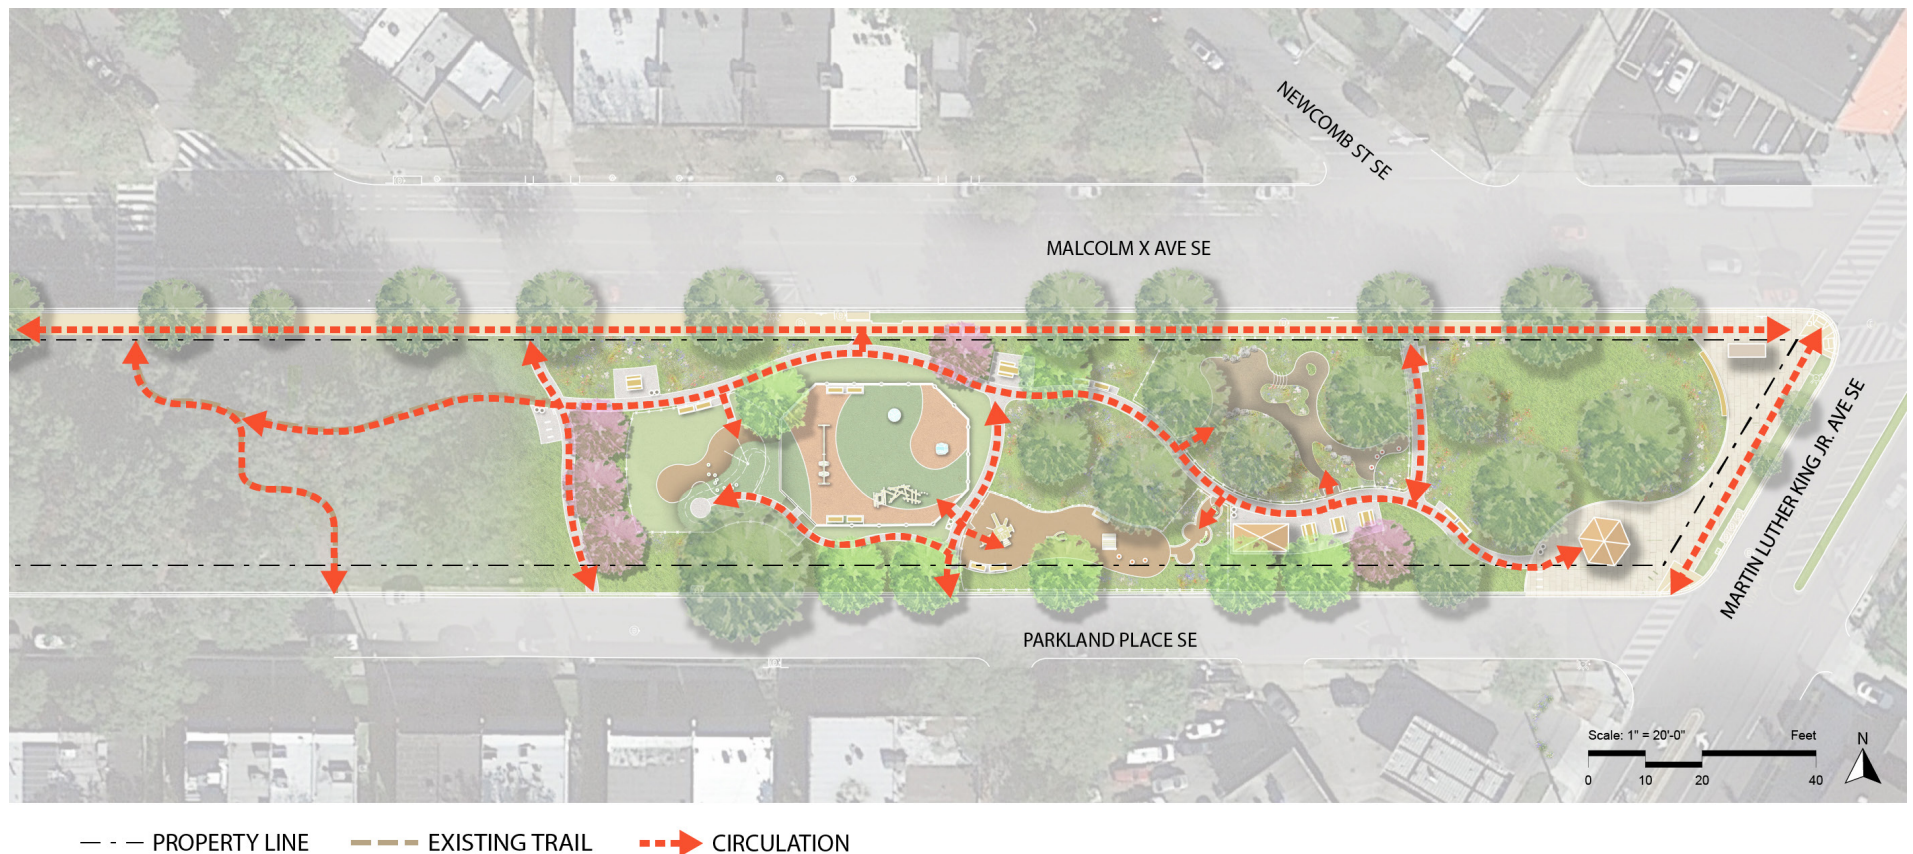 NEWCOMB ST SE
MALCOLM X AVE SE
MARTIN LUTHER KING JR. AVE SE
PARKLAND PLACE SE
Scale: 1" = 20'-0" Feet
0 10 20 40
N
PROPERTY LINE
EXISTING TRAIL
CIRCULATION